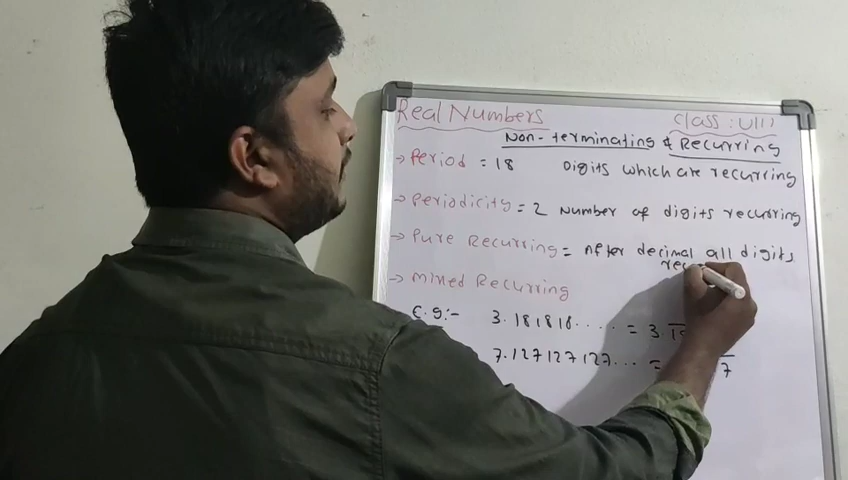 Real Numbers
Class : VIII
Non-terminating & Recurring
→ Period = 18 Digits which are recurring
→ Periodicity = 2 Number of digits recurring
→ Pure Recurring = After decimal all digits
→ Mixed Recurring
E.g:- 3.181818..... = 3.
7.127127127... = 7